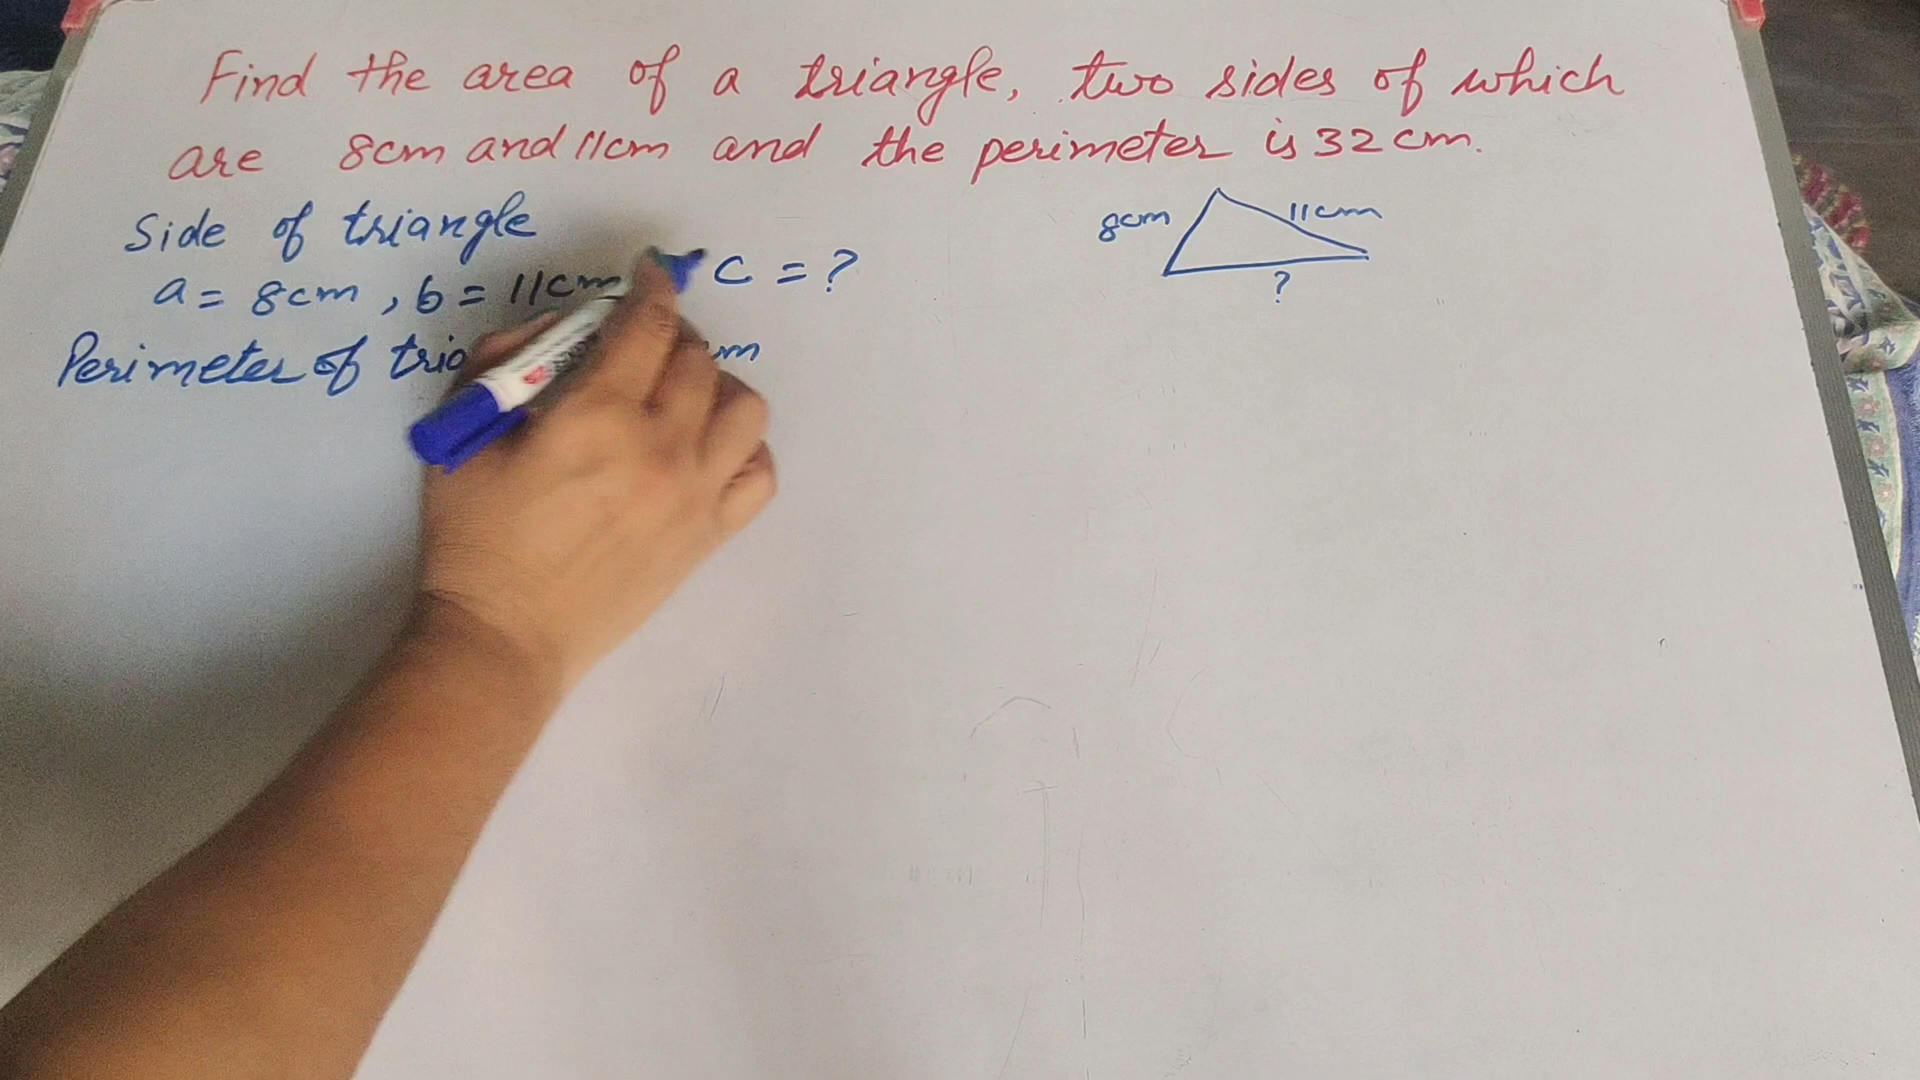 Find the area of a triangle, two sides of which
are 8cm and 11cm and the perimeter is 32 cm.
Side of triangle
a = 8cm, b = 11cm c = ?
Perimeter of
8cm 11cm
?